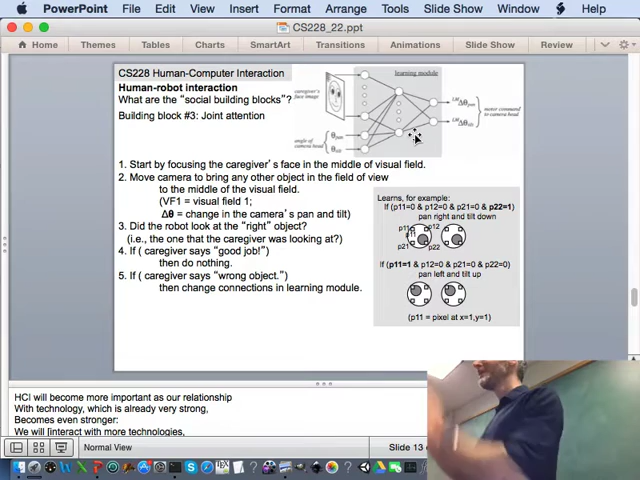 PowerPoint File Edit View Insert Format Arrange Tools Slide Show Window Help
CS228_22.ppt
Home Themes Tables Charts SmartArt Transitions Animations Slide Show Review
CS228 Human-Computer Interaction
Human-robot interaction
What are the "social building blocks"?
Building block #3: Joint attention
learning module
caregiver's
face image
angle of
camera head
θpan
θtilt
LMΔθpan
LMΔθtilt
motor command
to camera head
1. Start by focusing the caregiver's face in the middle of visual field.
2. Move camera to bring any other object in the field of view
to the middle of the visual field.
(VF1 = visual field 1;
Δθ = change in the camera's pan and tilt)
3. Did the robot look at the "right" object?
(i.e., the one that the caregiver was looking at?)
4. If ( caregiver says "good job!")
then do nothing.
5. If ( caregiver says "wrong object.")
then change connections in learning module.
Learns, for example:
If (p11=0 & p12=0 & p21=0 & p22=1)
pan right and tilt down
p11 p12
p11
p21 p22
If (p11=1 & p12=0 & p21=0 & p22=0)
pan left and tilt up
(p11 = pixel at x=1,y=1)
HCI will become more important as our relationship
With technology, which is already very strong,
Becomes even stronger:
We will [interact with more technologies,
Normal View
Slide 13 o